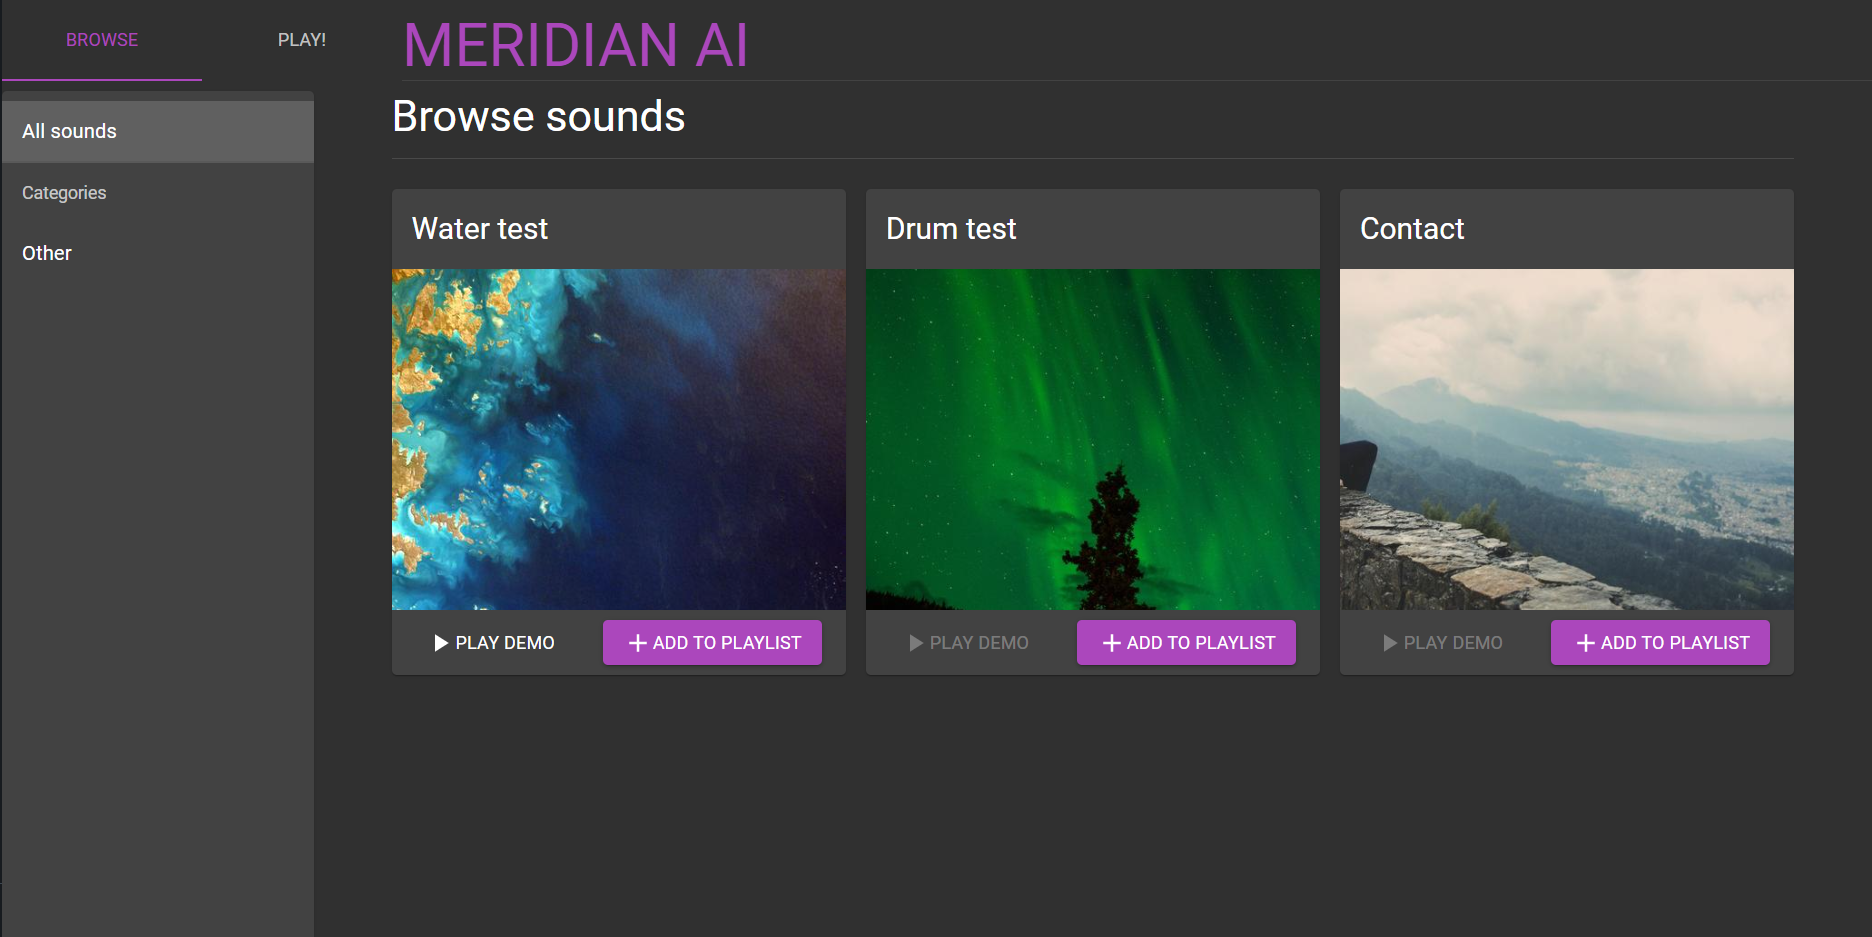 BROWSE
PLAY!
MERIDIAN AI
All sounds
Categories
Other
Browse sounds
Water test
PLAY DEMO
ADD TO PLAYLIST
Drum test
PLAY DEMO
ADD TO PLAYLIST
Contact
PLAY DEMO
ADD TO PLAYLIST